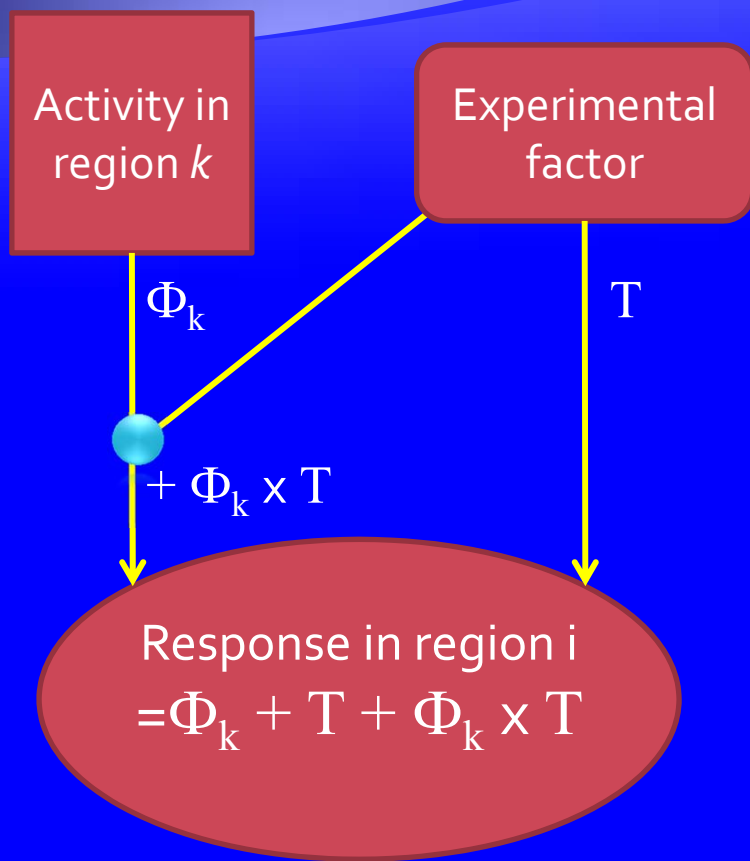 Activity in
region k
Experimental
factor
Φk
T
+ Φk x T
Response in region i
=Φk + T + Φk x T